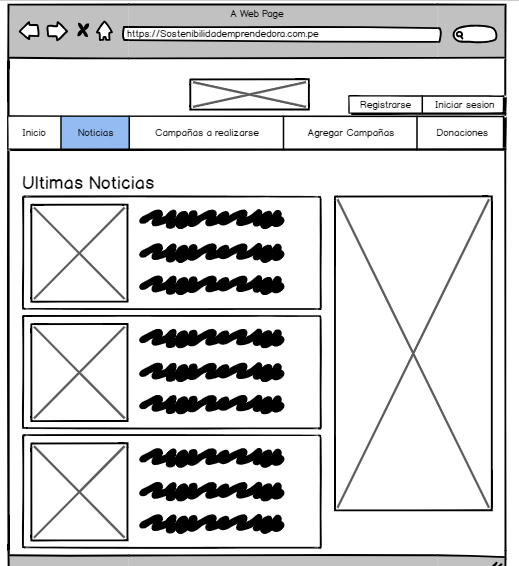 A Web Page
https://Sostenibilidademprendedora.com.pe
Registrarse
Iniciar sesion
Inicio
Noticias
Campañas a realizarse
Agregar Campañas
Donaciones
Ultimas Noticias